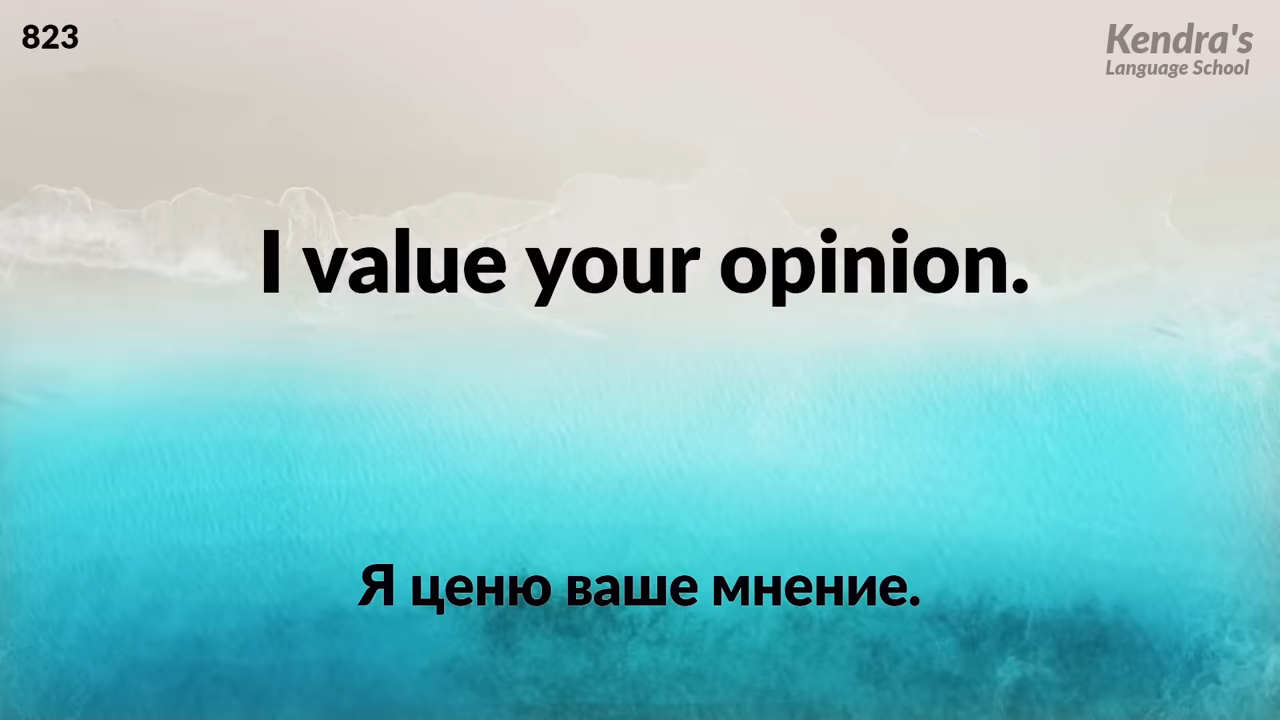 823
Kendra's
Language School
I value your opinion.
Я ценю ваше мнение.